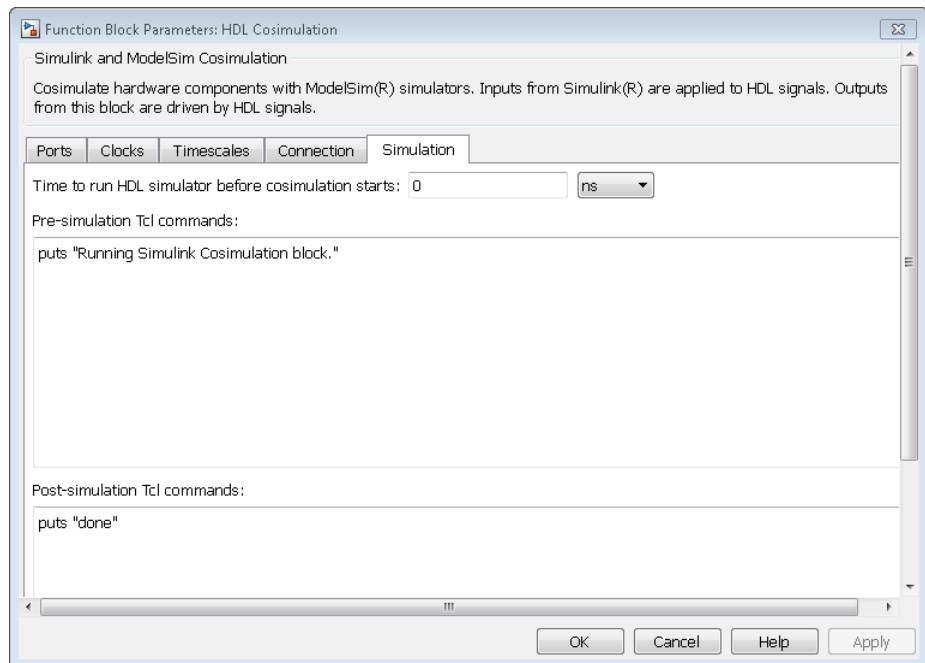 Function Block Parameters: HDL Cosimulation
Simulink and ModelSim Cosimulation
Cosimulate hardware components with ModelSim(R) simulators. Inputs from Simulink(R) are applied to HDL signals. Outputs
from this block are driven by HDL signals.
Ports Clocks Timescales Connection Simulation
Time to run HDL simulator before cosimulation starts: 0 ns
Pre-simulation Tcl commands:
puts "Running Simulink Cosimulation block."
Post-simulation Tcl commands:
puts "done"
OK Cancel Help Apply